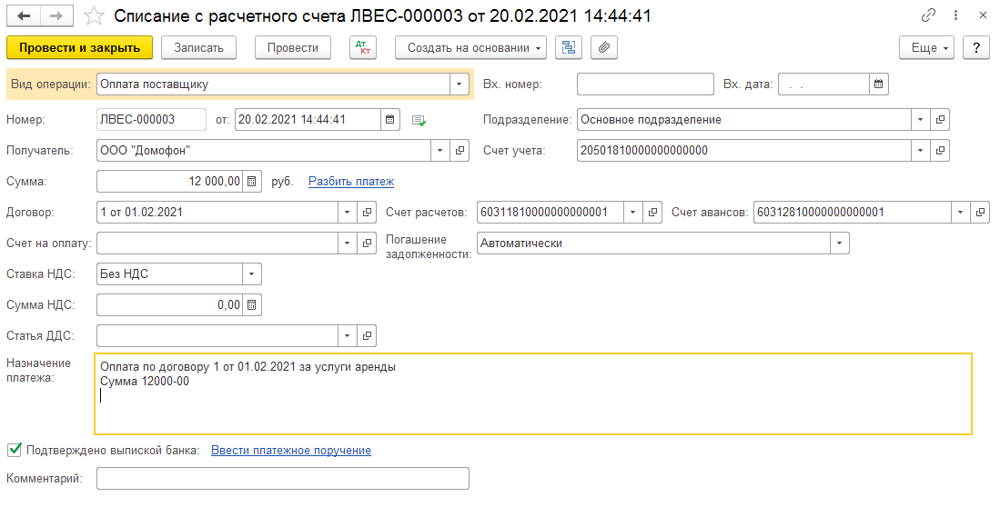 Списание с расчетного счета ЛВЕС-000003 от 20.02.2021 14:44:41
Провести и закрыть Записать Провести Дт Кт Создать на основании Еще ?
Вид операции: Оплата поставщику Вх. номер: Вх. дата: . .
Номер: ЛВЕС-000003 от: 20.02.2021 14:44:41 Подразделение: Основное подразделение
Получатель: ООО "Домофон" Счет учета: 20501810000000000000
Сумма: 12 000,00 руб. Разбить платеж
Договор: 1 от 01.02.2021 Счет расчетов: 60311810000000000001 Счет авансов: 60312810000000000001
Счет на оплату: Погашение задолженности: Автоматически
Ставка НДС: Без НДС
Сумма НДС: 0,00
Статья ДДС:
Назначение платежа: Оплата по договору 1 от 01.02.2021 за услуги аренды
Сумма 12000-00
Подтверждено выпиской банка: Ввести платежное поручение
Комментарий: